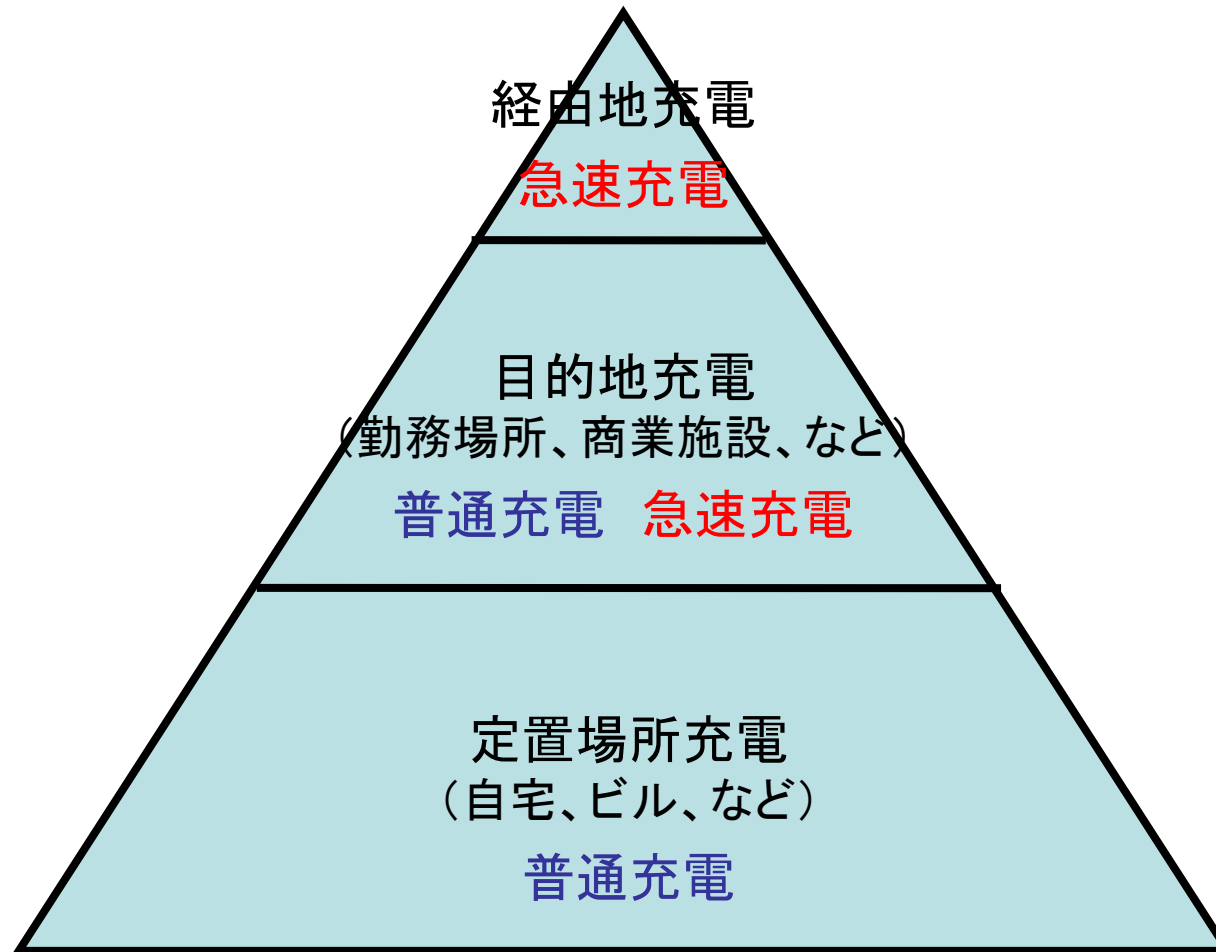 経由地充電
急速充電
目的地充電
（勤務場所、商業施設、など）
普通充電　急速充電
定置場所充電
（自宅、ビル、など）
普通充電